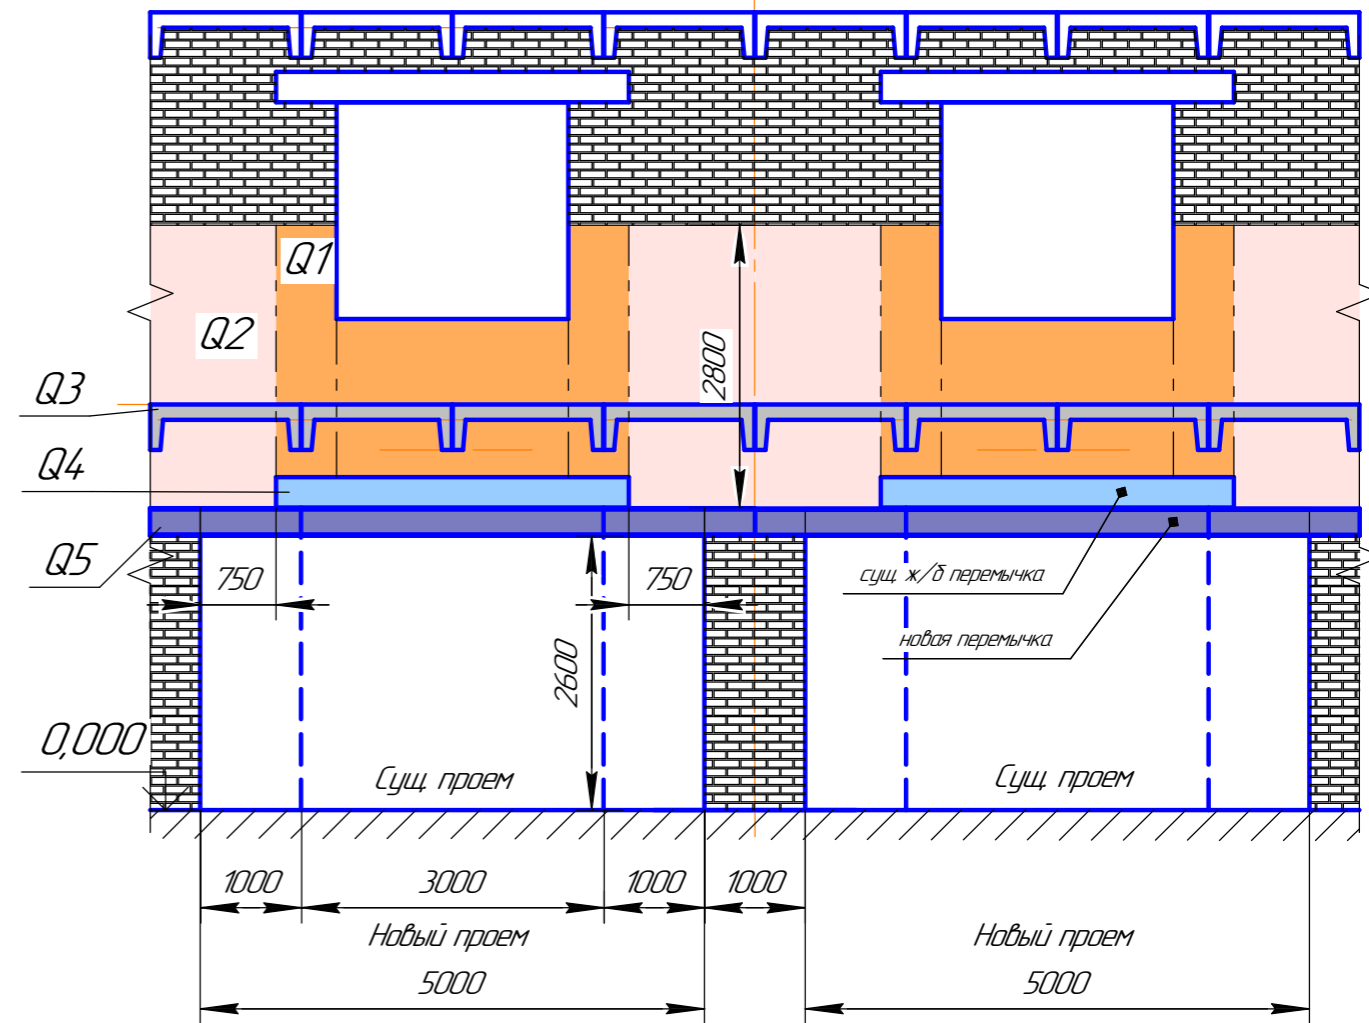 Q1
Q2
2800
Q3
Q4
Q5
750
750
сущ. ж/б перемычка
новая перемычка
2600
0,000
Сущ. проем
Сущ. проем
1000
3000
1000
1000
Новый проем
Новый проем
5000
5000